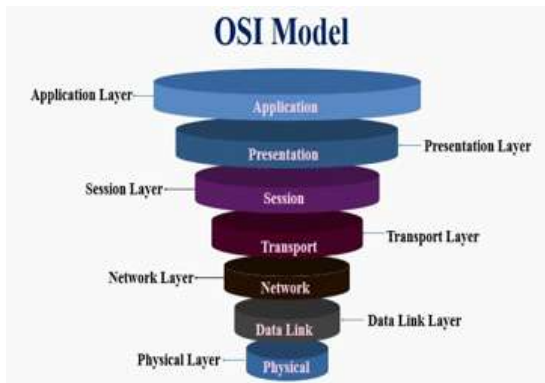 OSI Model
Application Layer
Application
Presentation
Presentation Layer
Session Layer
Session
Transport
Transport Layer
Network Layer
Network
Data Link
Data Link Layer
Physical Layer
Physical